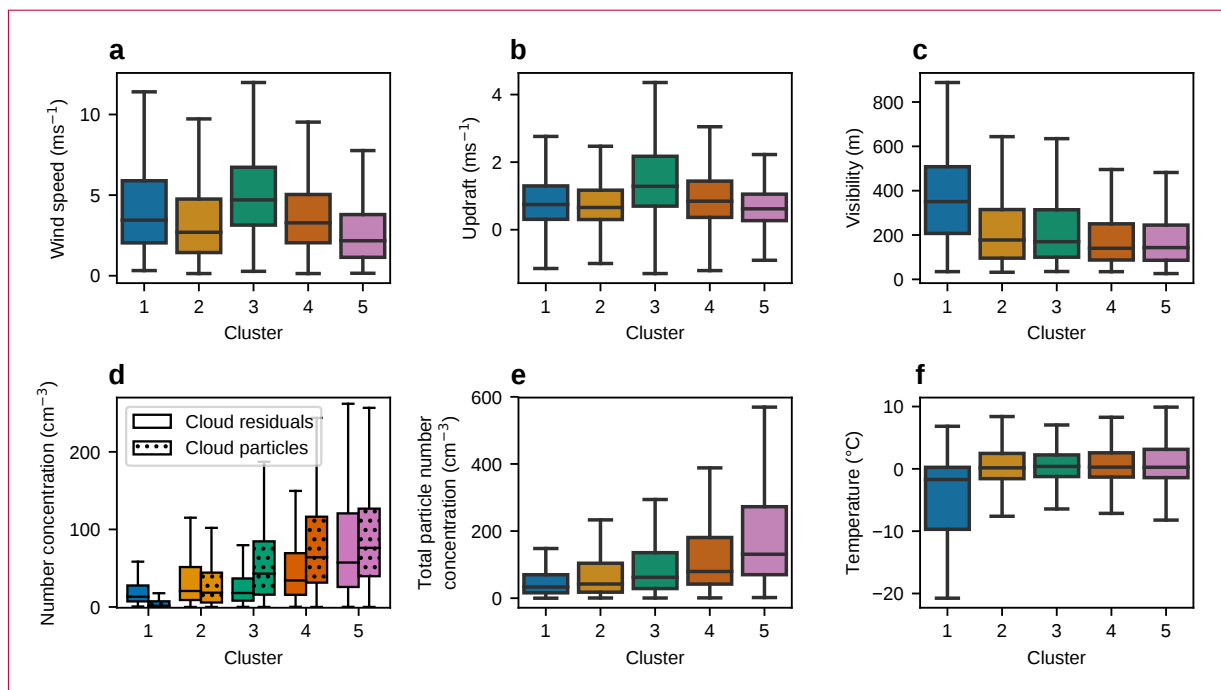 a
Wind speed (ms⁻¹)
10
5
0
1 2 3 4 5
Cluster
b
Updraft (ms⁻¹)
4
2
0
1 2 3 4 5
Cluster
c
Visibility (m)
800
600
400
200
0
1 2 3 4 5
Cluster
d
Number concentration (cm⁻³)
200
100
0
Cloud residuals
Cloud particles
1 2 3 4 5
Cluster
e
Total particle number
concentration (cm⁻³)
600
400
200
0
1 2 3 4 5
Cluster
f
Temperature (°C)
10
0
−10
−20
1 2 3 4 5
Cluster